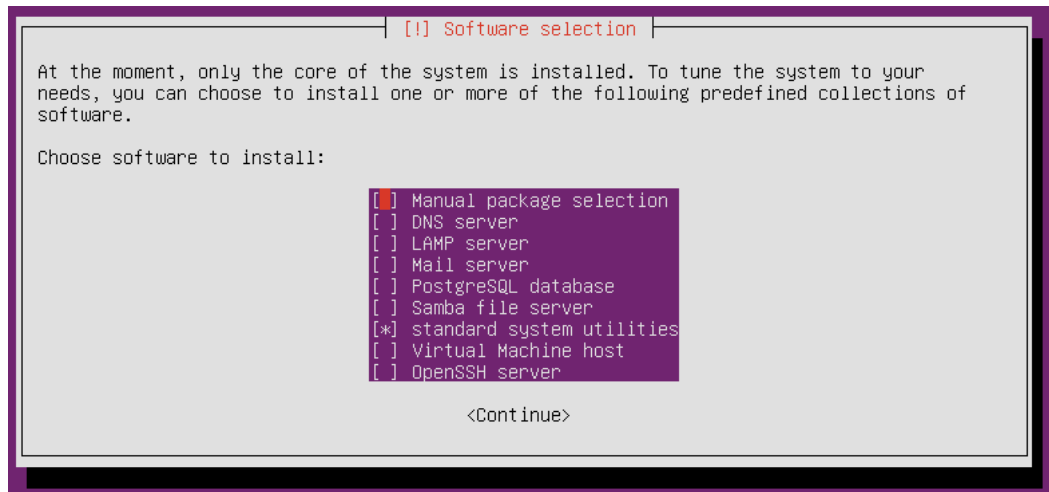 [!] Software selection
At the moment, only the core of the system is installed. To tune the system to your
needs, you can choose to install one or more of the following predefined collections of
software.
Choose software to install:
[ ] Manual package selection
[ ] DNS server
[ ] LAMP server
[ ] Mail server
[ ] PostgreSQL database
[ ] Samba file server
[*] standard system utilities
[ ] Virtual Machine host
[ ] OpenSSH server
<Continue>